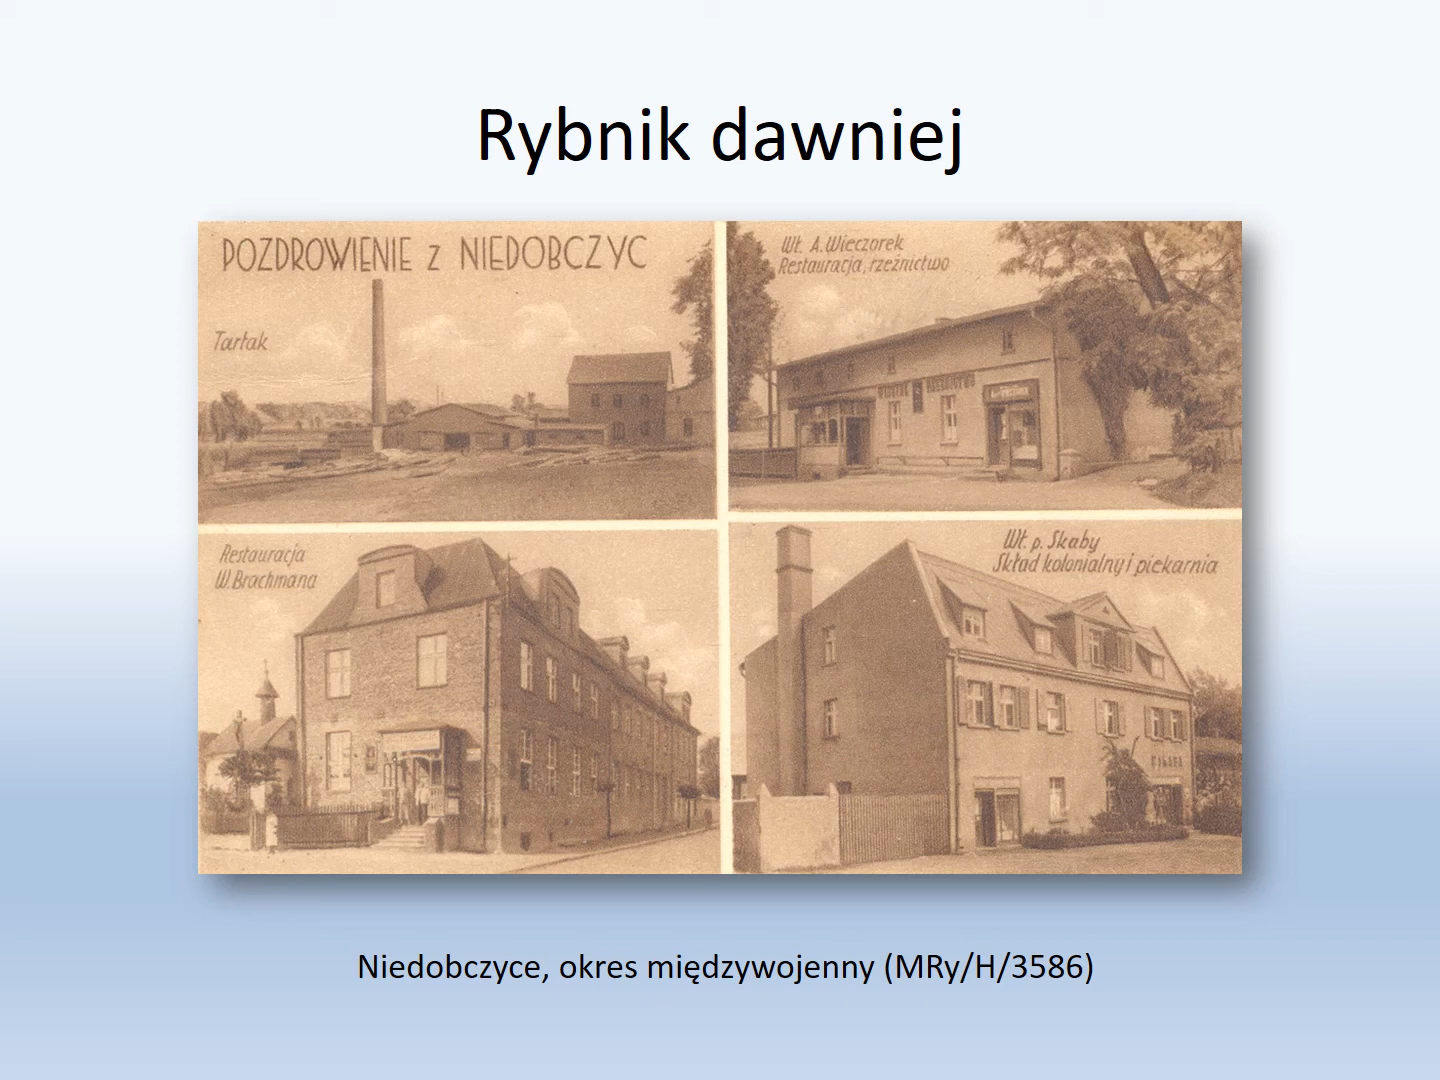 Rybnik dawniej
POZDROWIENIE z NIEDOBCZYC
Tartak
Wł. A. Wieczorek
Restauracja, rzeźnictwo
Restauracja
W. Brachmana
Wł. p. Skaby
Skład kolonialny i piekarnia
Niedobczyce, okres międzywojenny (MRy/H/3586)